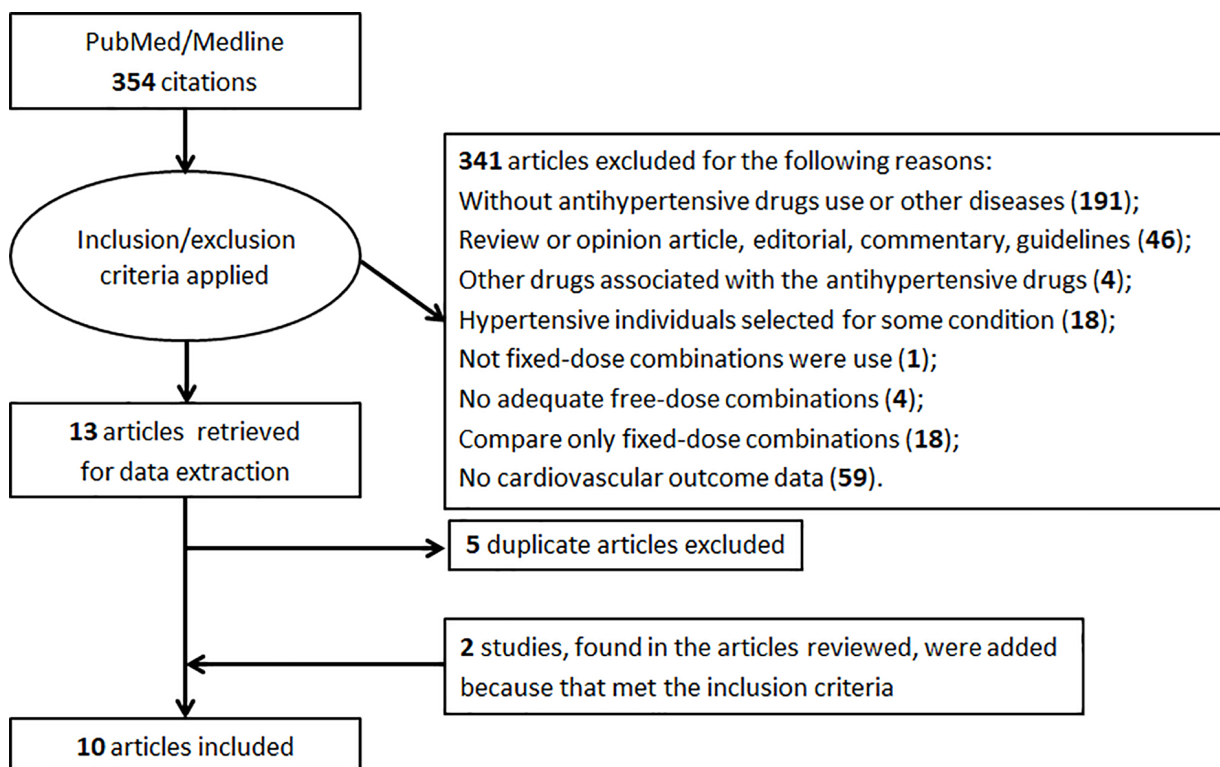 PubMed/Medline
354 citations
Inclusion/exclusion
criteria applied
341 articles excluded for the following reasons:
Without antihypertensive drugs use or other diseases (191);
Review or opinion article, editorial, commentary, guidelines (46);
Other drugs associated with the antihypertensive drugs (4);
Hypertensive individuals selected for some condition (18);
Not fixed-dose combinations were use (1);
No adequate free-dose combinations (4);
Compare only fixed-dose combinations (18);
No cardiovascular outcome data (59).
13 articles retrieved
for data extraction
5 duplicate articles excluded
2 studies, found in the articles reviewed, were added
because that met the inclusion criteria
10 articles included